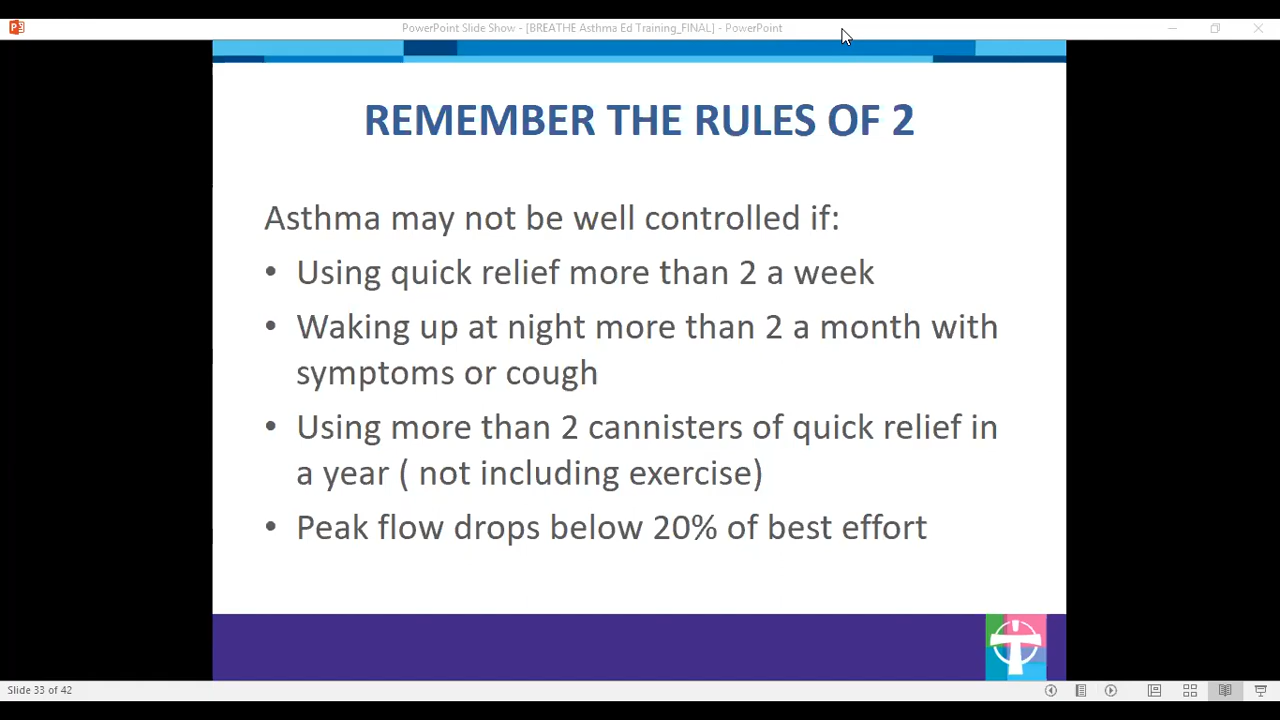 PowerPoint Slide Show - [BREATHE Asthma Ed Training_FINAL] - PowerPoint
REMEMBER THE RULES OF 2
Asthma may not be well controlled if:
• Using quick relief more than 2 a week
• Waking up at night more than 2 a month with
symptoms or cough
• Using more than 2 cannisters of quick relief in
a year ( not including exercise)
• Peak flow drops below 20% of best effort
Slide 33 of 42